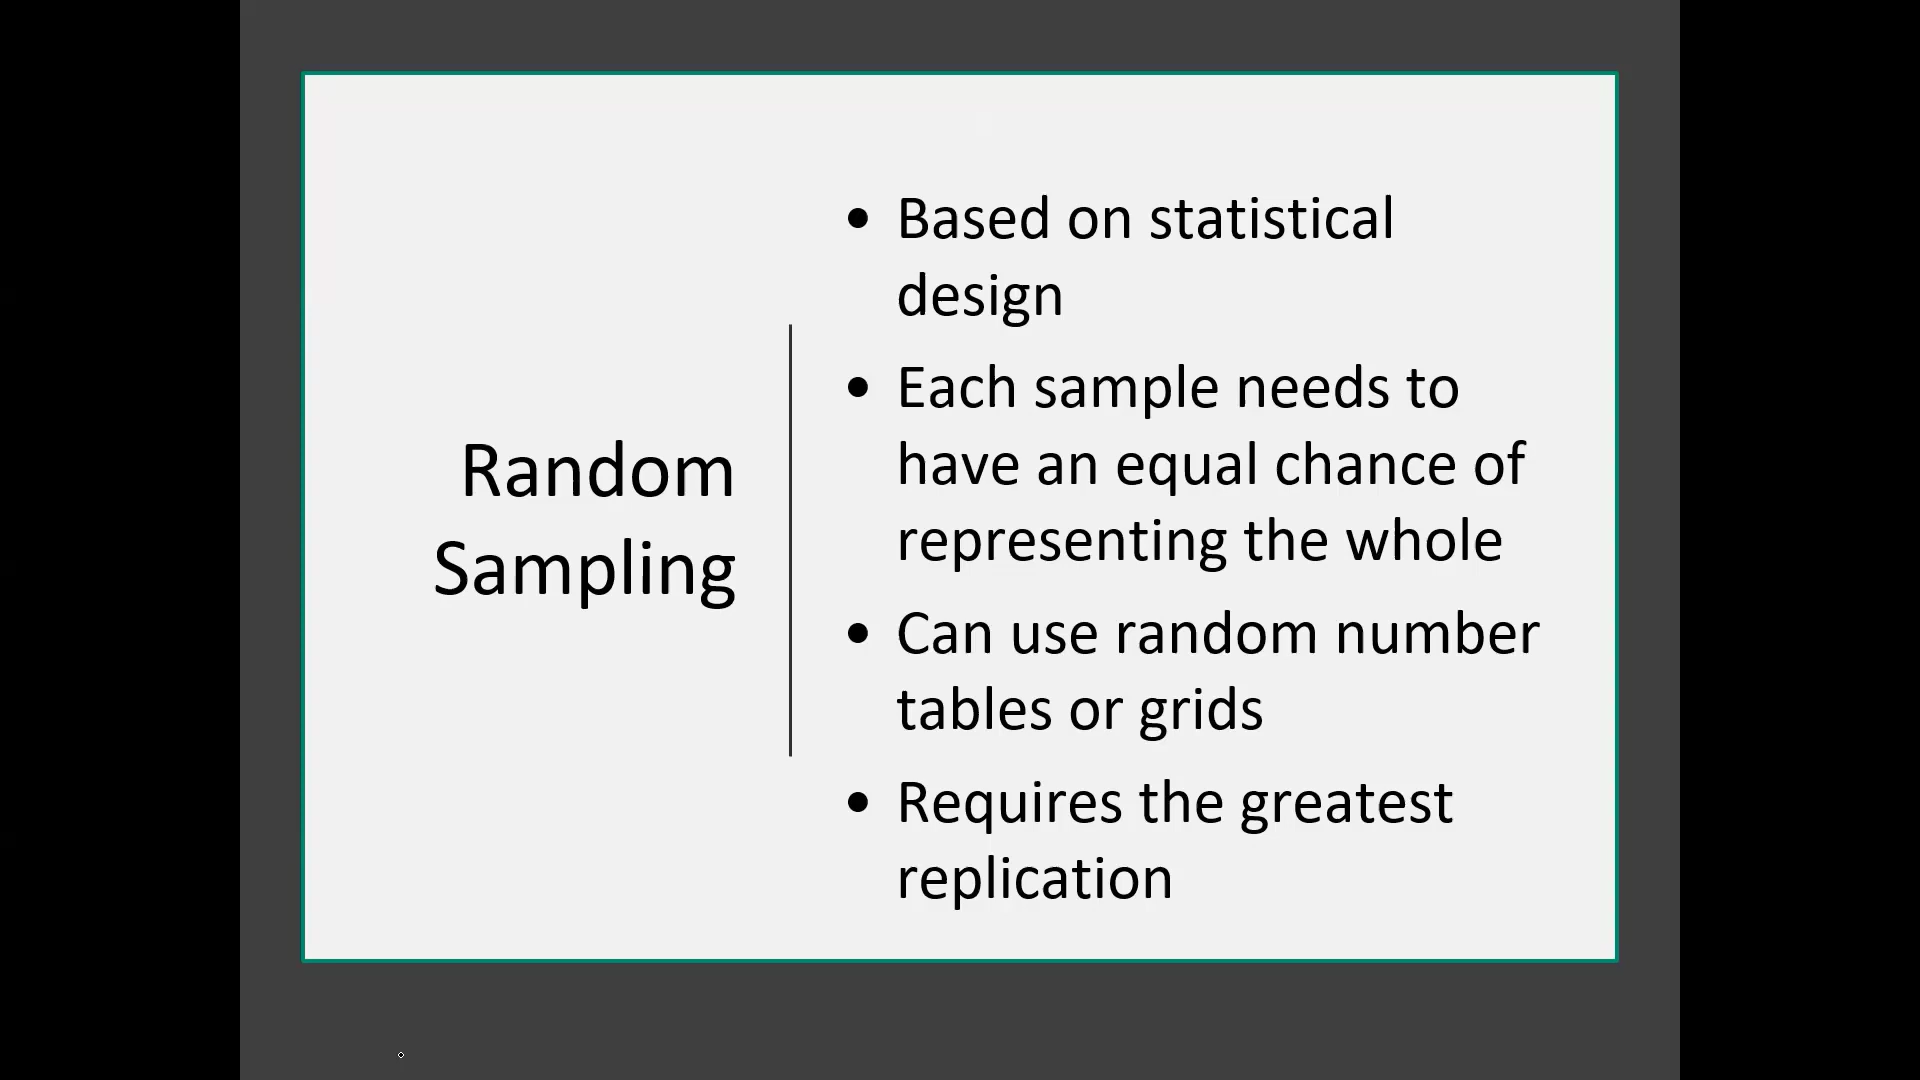 Random
Sampling
• Based on statistical
design
• Each sample needs to
have an equal chance of
representing the whole
• Can use random number
tables or grids
• Requires the greatest
replication